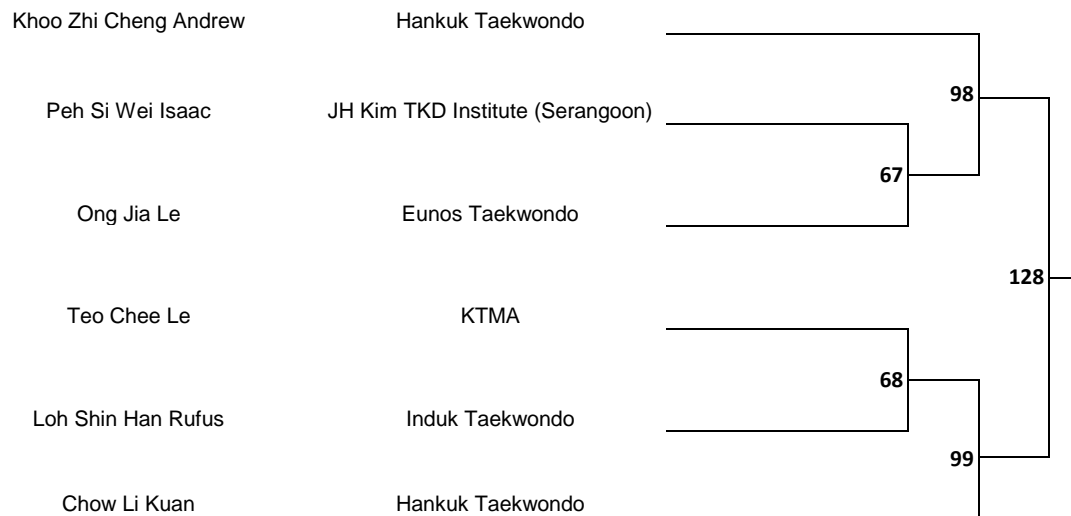 Khoo Zhi Cheng Andrew Hankuk Taekwondo
98
Peh Si Wei Isaac JH Kim TKD Institute (Serangoon)
67
Ong Jia Le Eunos Taekwondo
128
Teo Chee Le KTMA
68
Loh Shin Han Rufus Induk Taekwondo
99
Chow Li Kuan Hankuk Taekwondo